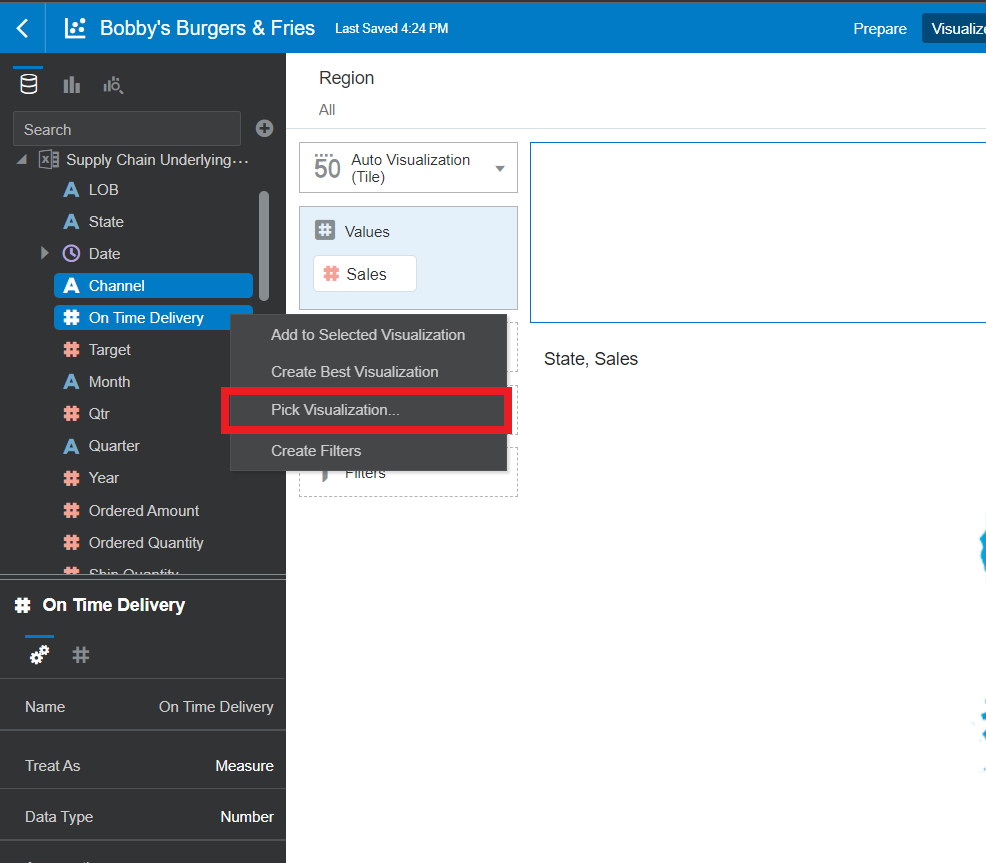 Bobby's Burgers & Fries
Last Saved 4:24 PM
Prepare
Visualize
Search
Supply Chain Underlying...
LOB
State
Date
Channel
On Time Delivery
Target
Month
Qtr
Quarter
Year
Ordered Amount
Ordered Quantity
Ship Quantity
On Time Delivery
Name
On Time Delivery
Treat As
Measure
Data Type
Number
Region
All
50
Auto Visualization
(Tile)
Values
Sales
Add to Selected Visualization
Create Best Visualization
Pick Visualization...
Create Filters
Filters
State, Sales